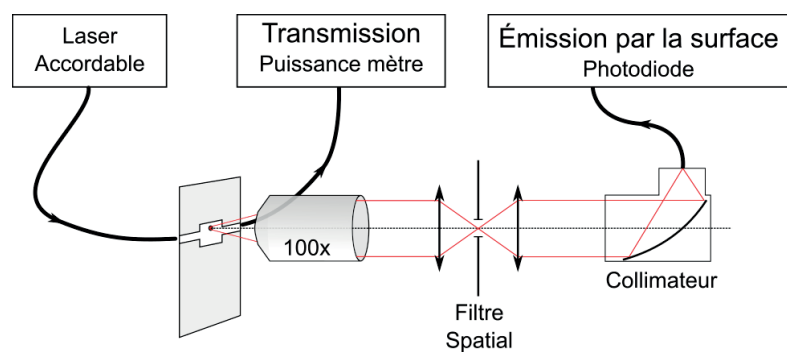 Laser
Accordable
Transmission
Puissance mètre
Émission par la surface
Photodiode
100x
Filtre
Spatial
Collimateur